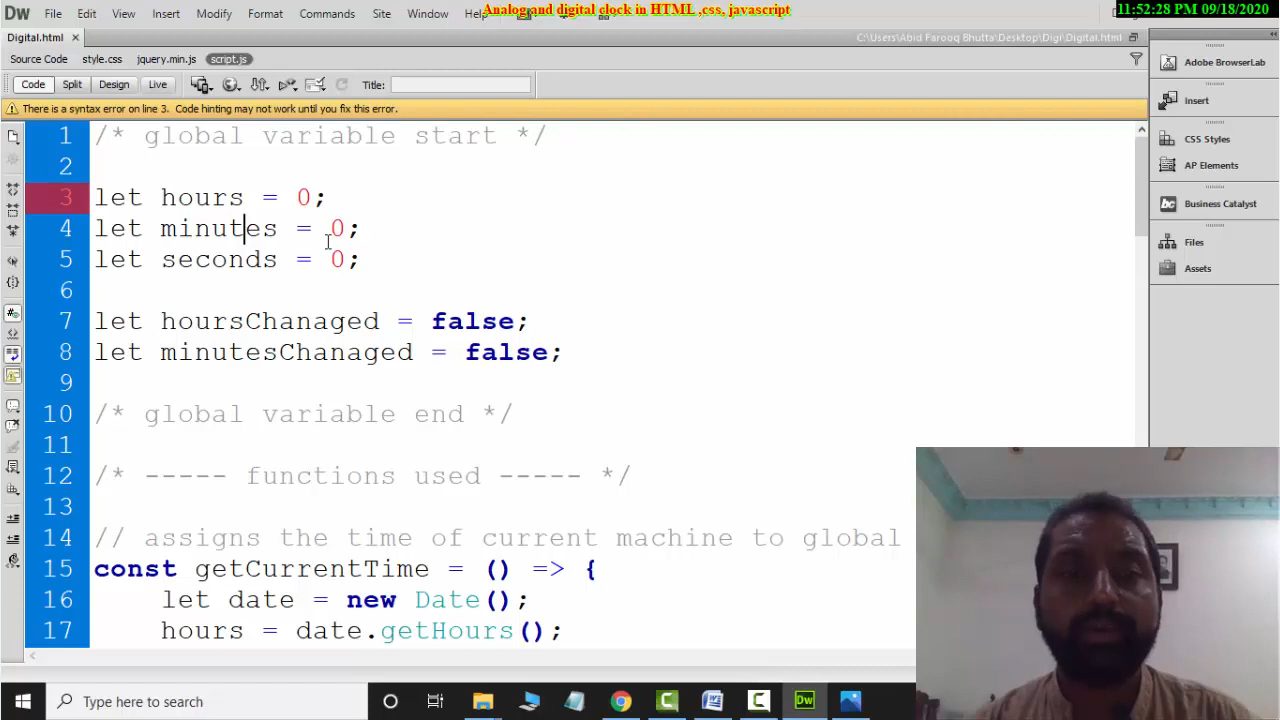 Analog and digital clock in HTML ,css, javascript
11:52:28 PM 09/18/2020
Dw File Edit View Insert Modify Format Commands Site Window Help
Digital.html
C:\Users\Abid Farooq Bhutta\Desktop\Digi\Digital.html
Source Code style.css jquery.min.js script.js
Code Split Design Live Title:
There is a syntax error on line 3. Code hinting may not work until you fix this error.
1 /* global variable start */
2
3 let hours = 0;
4 let minutes = 0;
5 let seconds = 0;
6
7 let hoursChanaged = false;
8 let minutesChanaged = false;
9
10 /* global variable end */
11
12 /* ----- functions used ----- */
13
14 // assigns the time of current machine to global
15 const getCurrentTime = () => {
16 let date = new Date();
17 hours = date.getHours();
Adobe BrowserLab
Insert
CSS Styles
AP Elements
Business Catalyst
Files
Assets
Type here to search